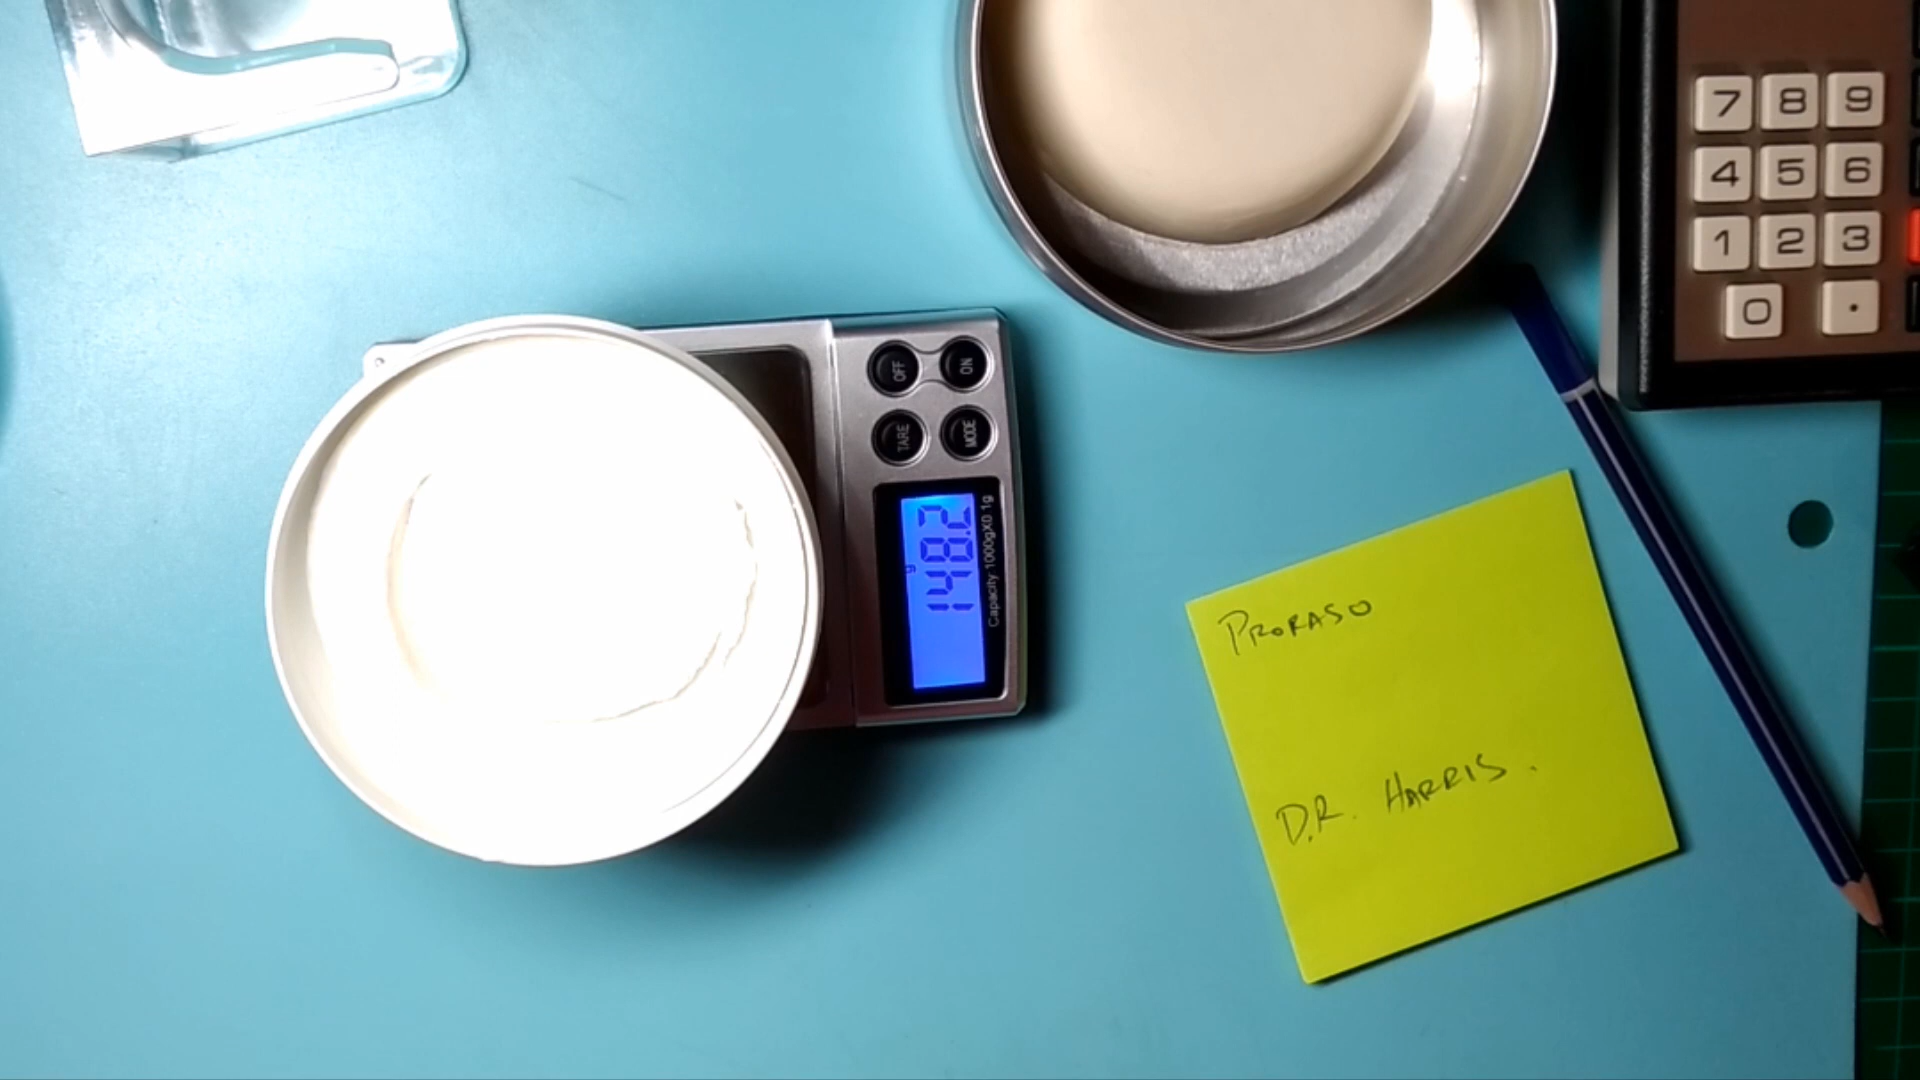 OFF
ON
TARE
MODE
148.2
g
Capacity 1000gX0.1g
PRORASO
D.R. HARRIS.
7 8 9
4 5 6
1 2 3
0 .